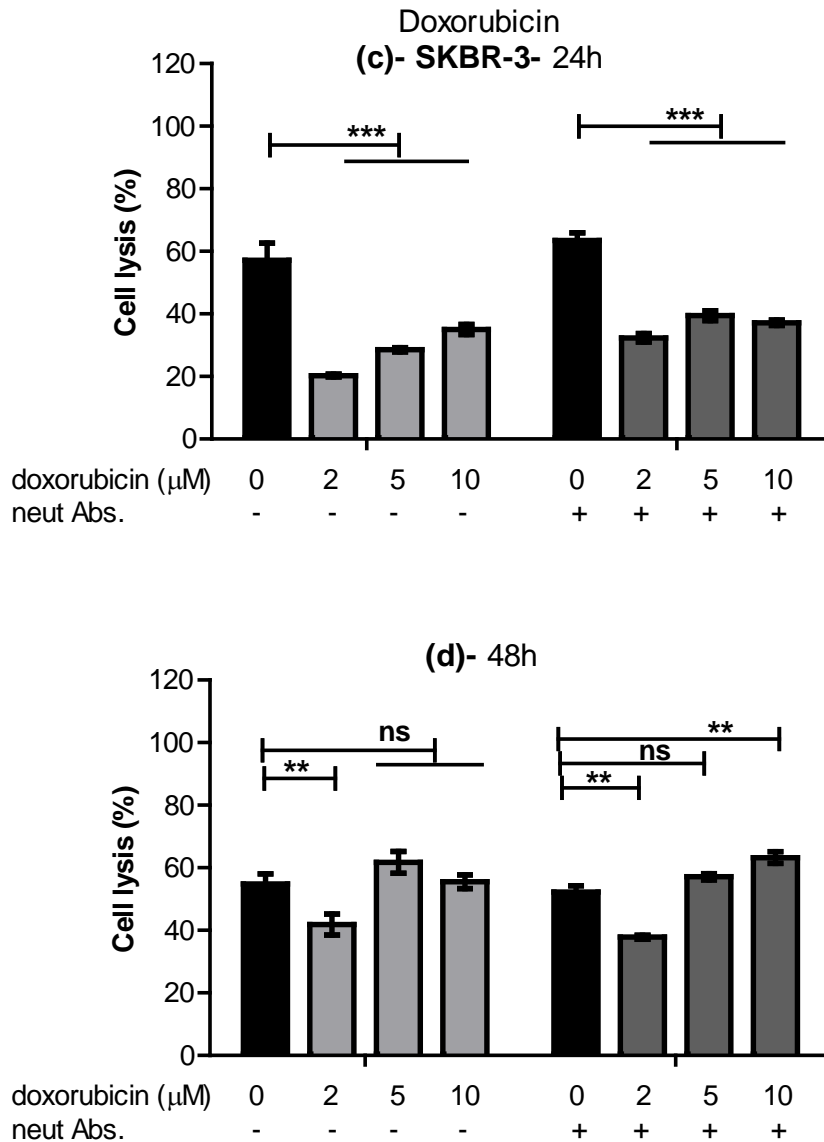 Doxorubicin
(c)- SKBR-3- 24h
Cell lysis (%)
120
100
80
60
40
20
0
***
***
doxorubicin (μM) 0 2 5 10 0 2 5 10
neut Abs. - - - - + + + +
(d)- 48h
Cell lysis (%)
120
100
80
60
40
20
0
ns
**
**
ns
**
doxorubicin (μM) 0 2 5 10 0 2 5 10
neut Abs. - - - - + + + +